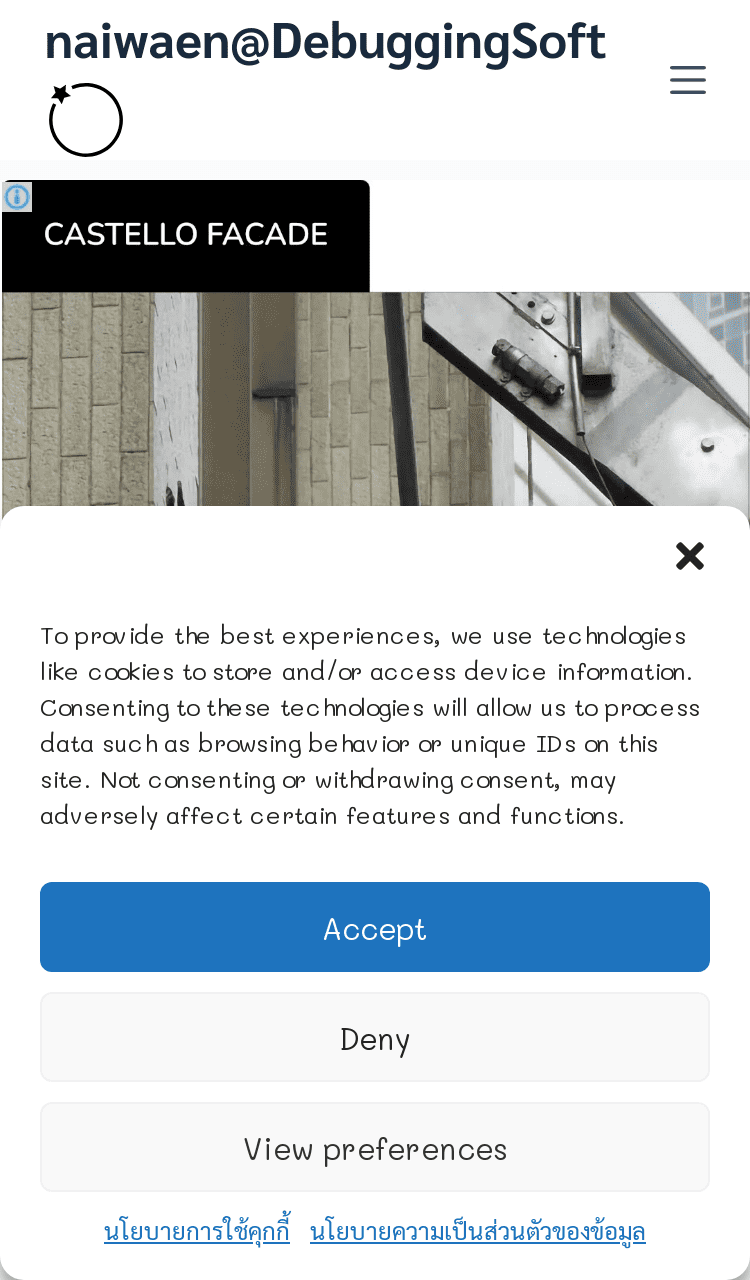 naiwaen@DebuggingSoft
CASTELLO FACADE
To provide the best experiences, we use technologies
like cookies to store and/or access device information.
Consenting to these technologies will allow us to process
data such as browsing behavior or unique IDs on this
site. Not consenting or withdrawing consent, may
adversely affect certain features and functions.
Accept
Deny
View preferences
นโยบายการใช้คุกกี้ นโยบายความเป็นส่วนตัวของข้อมูล